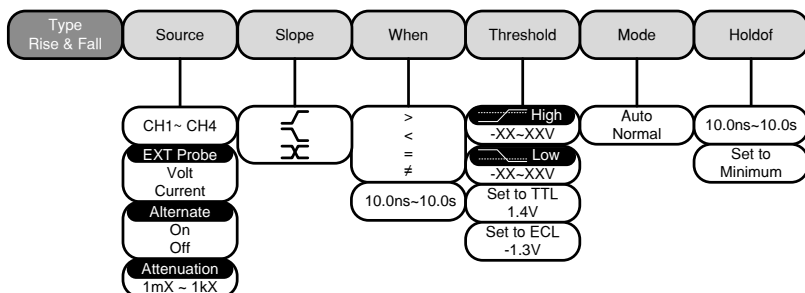 Type
Rise & Fall
Source
Slope
When
Threshold
Mode
Holdof
CH1~ CH4
EXT Probe
Volt
Current
Alternate
On
Off
Attenuation
1mX ~ 1kX
>
<
=
≠
10.0ns~10.0s
High
-XX~XXV
Low
-XX~XXV
Set to TTL
1.4V
Set to ECL
-1.3V
Auto
Normal
10.0ns~10.0s
Set to
Minimum